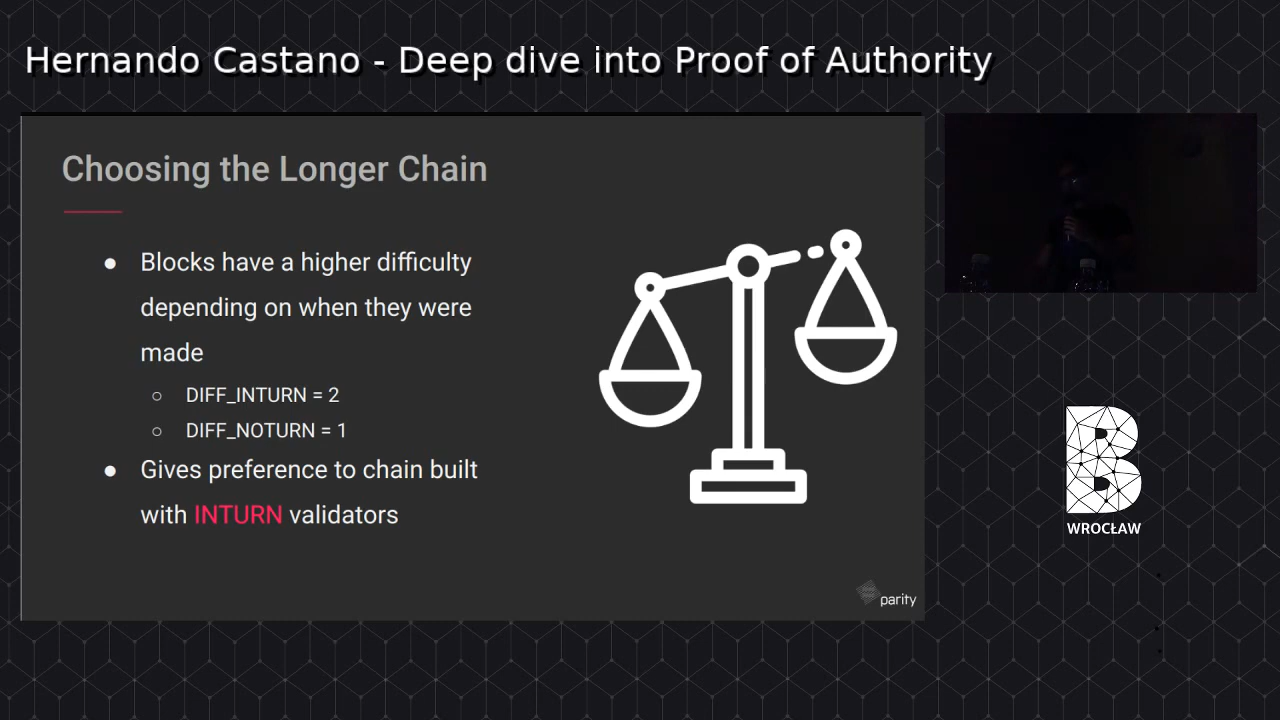 Hernando Castano - Deep dive into Proof of Authority
Choosing the Longer Chain
● Blocks have a higher difficulty
depending on when they were
made
○ DIFF_INTURN = 2
○ DIFF_NOTURN = 1
● Gives preference to chain built
with INTURN validators
parity
B
WROCŁAW